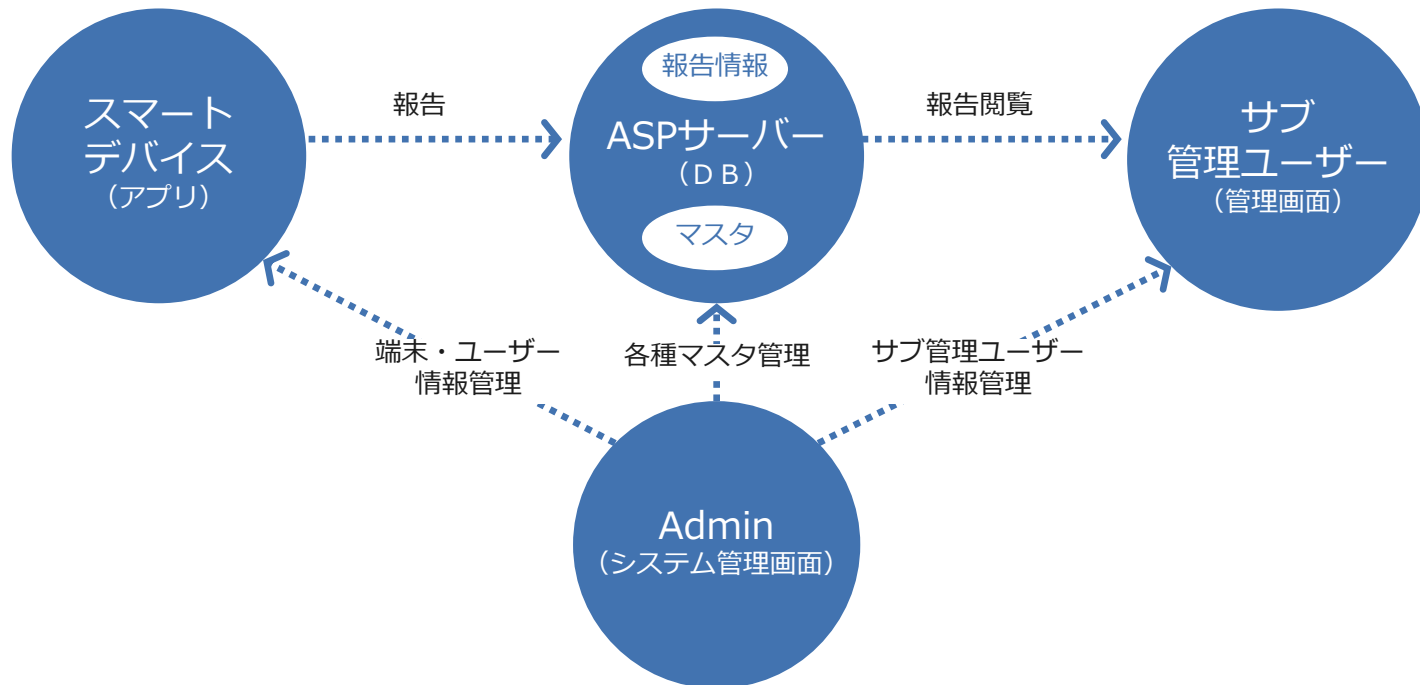 スマート
デバイス
（アプリ）
報告
報告情報
ASPサーバー
（ＤＢ）
マスタ
報告閲覧
サブ
管理ユーザー
（管理画面）
端末・ユーザー
情報管理
各種マスタ管理
サブ管理ユーザー
情報管理
Admin
（システム管理画面）